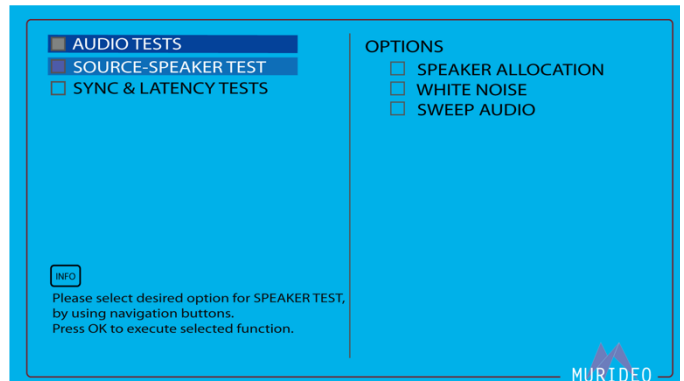 AUDIO TESTS
SOURCE-SPEAKER TEST
SYNC & LATENCY TESTS
OPTIONS
SPEAKER ALLOCATION
WHITE NOISE
SWEEP AUDIO
INFO
Please select desired option for SPEAKER TEST,
by using navigation buttons.
Press OK to execute selected function.
MURIDEO